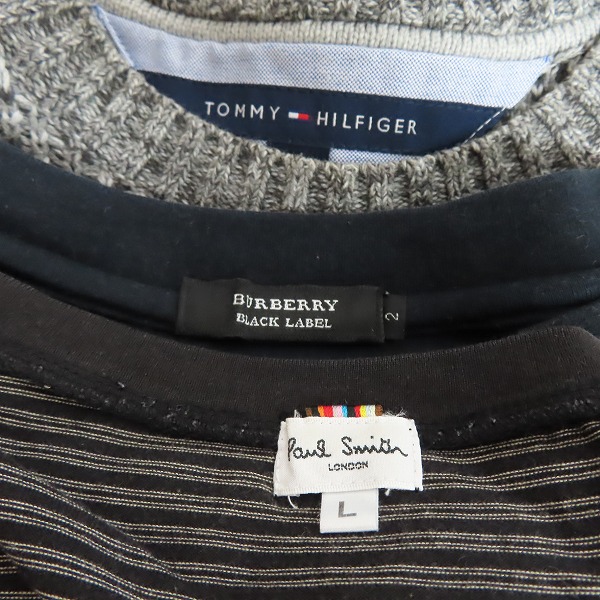 TOMMY HILFIGER
BURBERRY
BLACK LABEL
2
Paul Smith
LONDON
L